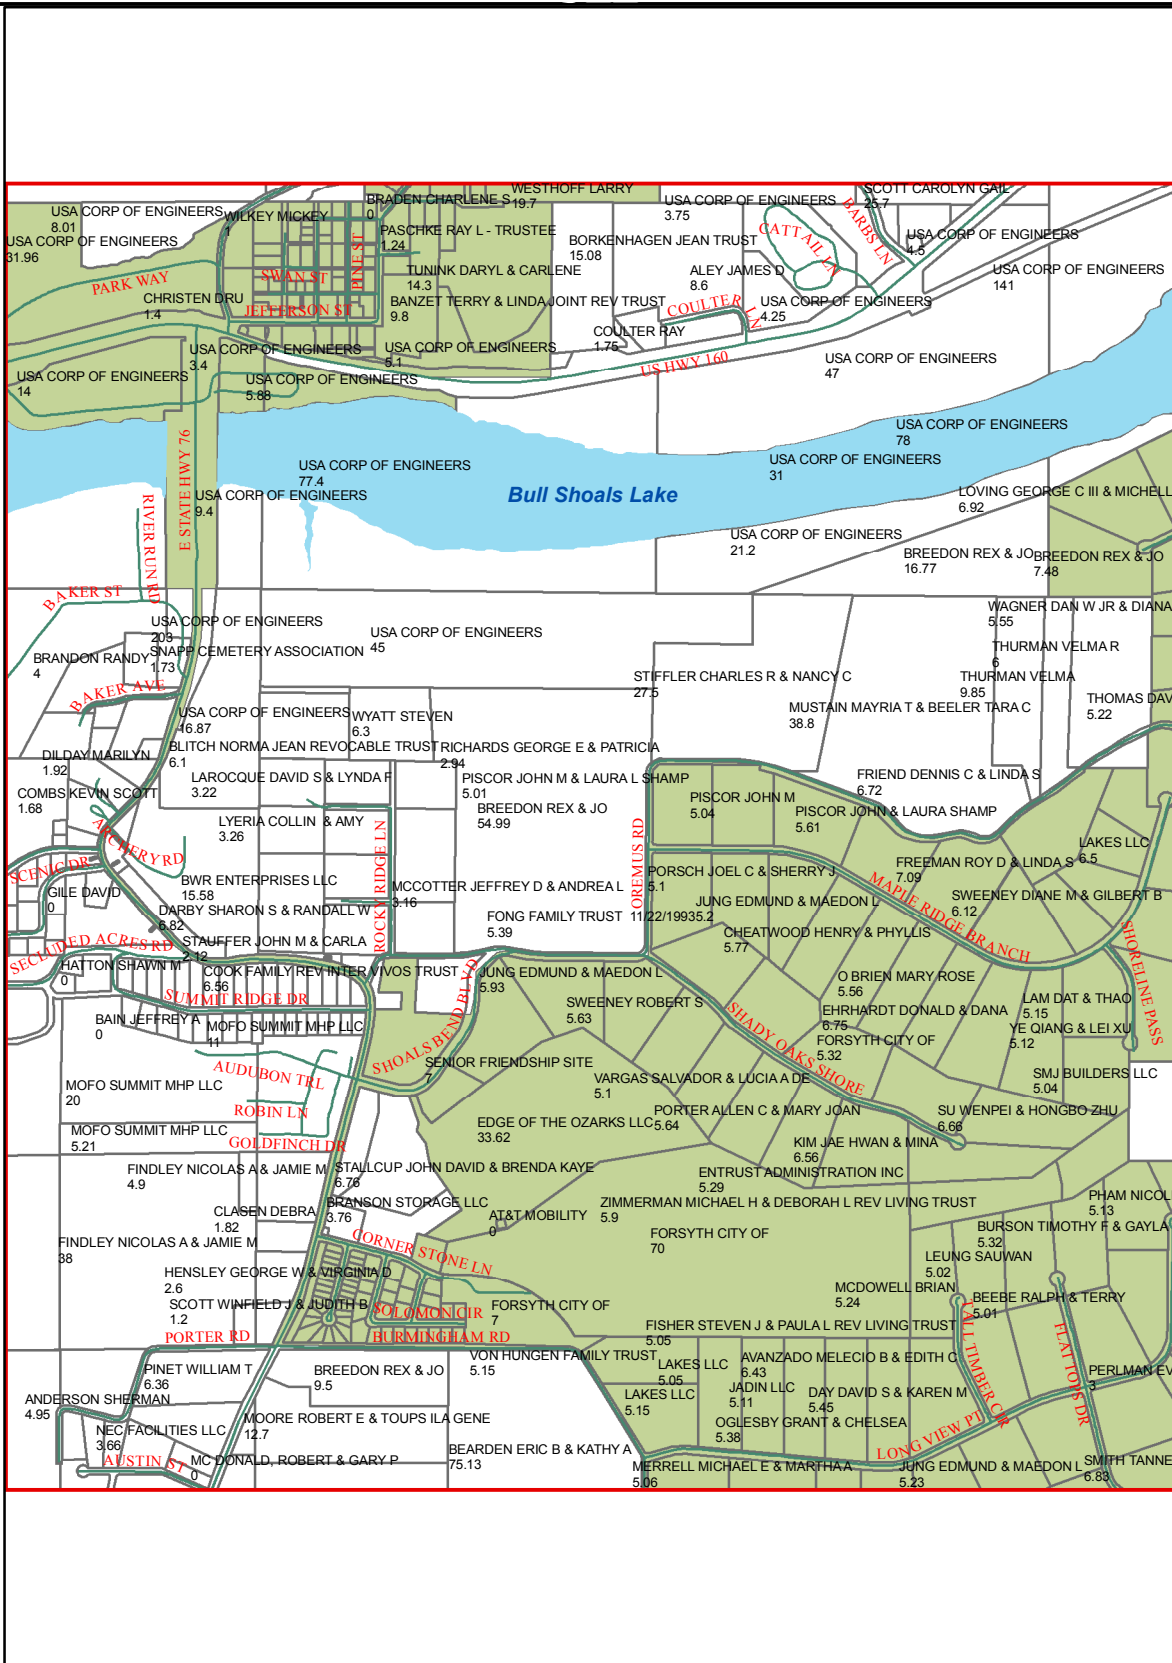 WESTHOFF LARRY
19.7
SCOTT CAROLYN GAIL
25.7
BRADEN CHARLENE S
0
USA CORP OF ENGINEERS
3.75
USA CORP OF ENGINEERS
8.01
WILKEY MICKEY
1
PASCHKE RAY L - TRUSTEE
1.24
BARBS LN
CATT AIL LN
USA CORP OF ENGINEERS
4.5
USA CORP OF ENGINEERS
31.96
BORKENHAGEN JEAN TRUST
15.08
PINE ST
SWAN ST
PARK WAY
TUNINK DARYL & CARLENE
14.3
ALEY JAMES D
8.6
USA CORP OF ENGINEERS
141
CHRISTEN DRU
1.4
JEFFERSON ST
BANZET TERRY & LINDA JOINT REV TRUST
9.8
COULTER LN
USA CORP OF ENGINEERS
4.25
COULTER RAY
1.75
USA CORP OF ENGINEERS
3.4
USA CORP OF ENGINEERS
5.1
US HWY 160
USA CORP OF ENGINEERS
47
USA CORP OF ENGINEERS
14
USA CORP OF ENGINEERS
5.88
USA CORP OF ENGINEERS
78
E STATE HWY 76
USA CORP OF ENGINEERS
77.4
USA CORP OF ENGINEERS
31
USA CORP OF ENGINEERS
9.4
Bull Shoals Lake
LOVING GEORGE C III & MICHELL
6.92
RIVER RUN RD
USA CORP OF ENGINEERS
21.2
BREEDON REX & JO
16.77
BREEDON REX & JO
7.48
BAKER ST
WAGNER DAN W JR & DIANA
5.55
USA CORP OF ENGINEERS
203
USA CORP OF ENGINEERS
45
SNAPP CEMETERY ASSOCIATION
1.73
BRANDON RANDY
4
THURMAN VELMA R
6
STIFFLER CHARLES R & NANCY C
27.5
THURMAN VELMA
9.85
BAKER AVE
MUSTAIN MAYRIA T & BEELER TARA C
38.8
THOMAS DAV
5.22
USA CORP OF ENGINEERS
16.87
WYATT STEVEN
6.3
BLITCH NORMA JEAN REVOCABLE TRUST
6.1
RICHARDS GEORGE E & PATRICIA
2.94
DILDAY MARILYN
1.92
LAROCQUE DAVID S & LYNDA F
3.22
PISCOR JOHN M & LAURA L SHAMP
5.01
FRIEND DENNIS C & LINDA S
6.72
COMBS KEVIN SCOTT
1.68
PISCOR JOHN M
5.04
BREEDON REX & JO
54.99
PISCOR JOHN & LAURA SHAMP
5.61
LYERIA COLLIN & AMY
3.26
ARCHERY RD
ROCKY RIDGE LN
OREMUS RD
LAKES LLC
6.5
SCENIC DR
FREEMAN ROY D & LINDA S
7.09
PORSCH JOEL C & SHERRY J
5.1
BWR ENTERPRISES LLC
15.58
GILE DAVID
0
MCCOTTER JEFFREY D & ANDREA L
3.16
MAPLE RIDGE BRANCH
SWEENEY DIANE M & GILBERT B
6.12
JUNG EDMUND & MAEDON L
DARBY SHARON S & RANDALL W
6.82
FONG FAMILY TRUST 11/22/19935.2
5.39
CHEATWOOD HENRY & PHYLLIS
5.77
SHORELINE PASS
SECLUDED ACRES RD
STAUFFER JOHN M & CARLA
2.12
HATTON SHAWN M
0
COOK FAMILY REV INTER VIVOS TRUST
6.56
JUNG EDMUND & MAEDON L
5.93
O BRIEN MARY ROSE
5.56
SUMMIT RIDGE DR
SWEENEY ROBERT S
5.63
LAM DAT & THAO
5.15
EHRHARDT DONALD & DANA
6.75
BAIN JEFFREY A
0
MOFO SUMMIT MHP LLC
11
SHADY OAKS SHORE
YE QIANG & LEI XU
5.12
FORSYTH CITY OF
5.32
SHOALS BEND BLVD
SENIOR FRIENDSHIP SITE
7
AUDUBON TRL
SMJ BUILDERS LLC
5.04
VARGAS SALVADOR & LUCIA A DE
5.1
MOFO SUMMIT MHP LLC
20
ROBIN LN
PORTER ALLEN C & MARY JOAN
5.64
SU WENPEI & HONGBO ZHU
6.66
EDGE OF THE OZARKS LLC
33.62
MOFO SUMMIT MHP LLC
5.21
GOLDFINCH DR
KIM JAE HWAN & MINA
6.56
FINDLEY NICOLAS A & JAMIE M
4.9
STALLCUP JOHN DAVID & BRENDA KAYE
6.76
ENTRUST ADMINISTRATION INC
5.29
BRANSON STORAGE LLC
3.76
ZIMMERMAN MICHAEL H & DEBORAH L REV LIVING TRUST
5.9
PHAM NICOL
5.13
CLASEN DEBRA
1.82
AT&T MOBILITY
0
BURSON TIMOTHY F & GAYLA
5.32
FORSYTH CITY OF
70
FINDLEY NICOLAS A & JAMIE M
38
CORNER STONE LN
LEUNG SAUWAN
5.02
HENSLEY GEORGE W & VIRGINIA D
2.6
MCDOWELL BRIAN
5.24
BEEBE RALPH & TERRY
5.01
SCOTT WINFIELD J & JUDITH B
1.2
SOLOMON CIR
FORSYTH CITY OF
7
FISHER STEVEN J & PAULA L REV LIVING TRUST
5.05
TALL TIMBER CIR
FLAT TOPS DR
PORTER RD
BURMINGHAM RD
VON HUNGEN FAMILY TRUST
5.15
LAKES LLC
5.05
AVANZADO MELECIO B & EDITH C
6.43
PINET WILLIAM T
6.36
BREEDON REX & JO
9.5
PERLMAN EV
3
JADIN LLC
5.11
LAKES LLC
5.15
DAY DAVID S & KAREN M
5.45
ANDERSON SHERMAN
4.95
MOORE ROBERT E & TOUPS ILA GENE
12.7
OGLESBY GRANT & CHELSEA
5.38
LONG VIEW PT
NEC FACILITIES LLC
3.66
BEARDEN ERIC B & KATHY A
75.13
AUSTIN ST
MC DONALD, ROBERT & GARY P
0
MERRELL MICHAEL E & MARTHA A
5.06
JUNG EDMUND & MAEDON L
5.23
SMITH TANNE
6.83